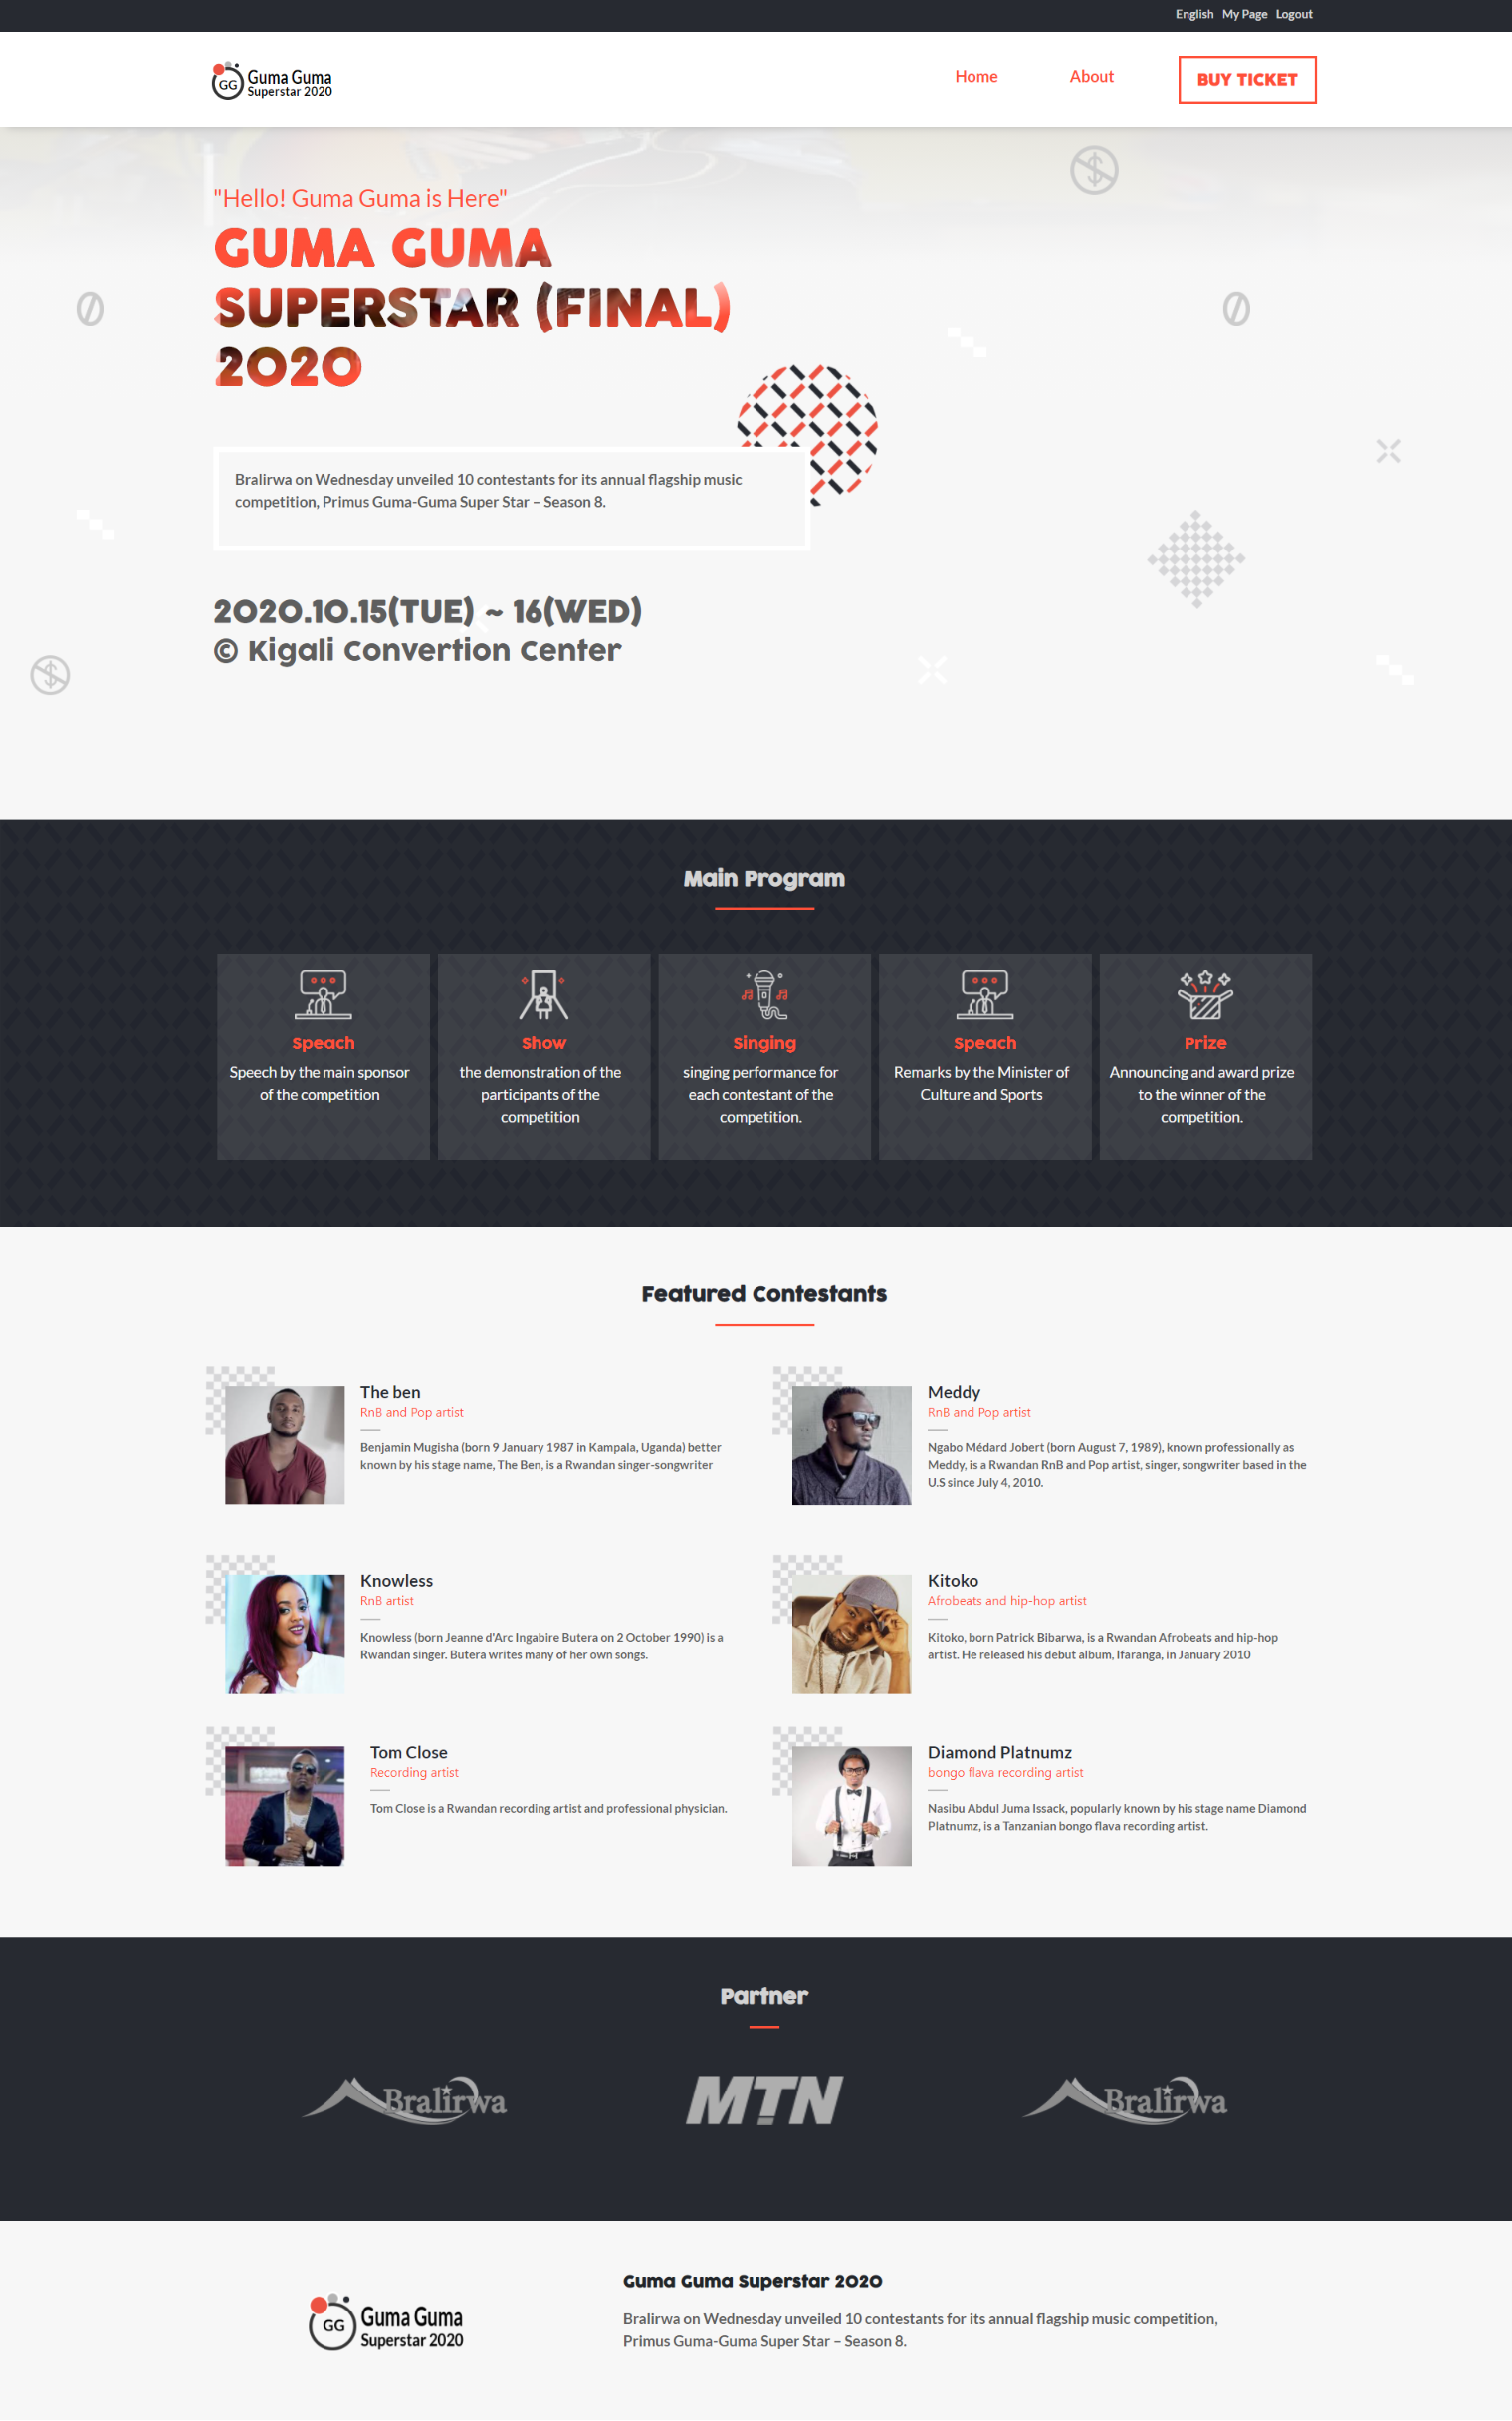 English My Page Logout
GG Guma Guma
Superstar 2020
Home About BUY TICKET
"Hello! Guma Guma is Here"
GUMA GUMA
SUPERSTAR (FINAL)
2020
Bralirwa on Wednesday unveiled 10 contestants for its annual flagship music
competition, Primus Guma-Guma Super Star – Season 8.
2020.10.15(TUE) ~ 16(WED)
© Kigali Convertion Center
Main Program
Speach
Speech by the main sponsor
of the competition
Show
the demonstration of the
participants of the
competition
Singing
singing performance for
each contestant of the
competition.
Speach
Remarks by the Minister of
Culture and Sports
Prize
Announcing and award prize
to the winner of the
competition.
Featured Contestants
The ben
RnB and Pop artist
Benjamin Mugisha (born 9 January 1987 in Kampala, Uganda) better
known by his stage name, The Ben, is a Rwandan singer-songwriter
Meddy
RnB and Pop artist
Ngabo Médard Jobert (born August 7, 1989), known professionally as
Meddy, is a Rwandan RnB and Pop artist, singer, songwriter based in the
U.S since July 4, 2010.
Knowless
RnB artist
Knowless (born Jeanne d'Arc Ingabire Butera on 2 October 1990) is a
Rwandan singer. Butera writes many of her own songs.
Kitoko
Afrobeats and hip-hop artist
Kitoko, born Patrick Bibarwa, is a Rwandan Afrobeats and hip-hop
artist. He released his debut album, Ifaranga, in January 2010
Tom Close
Recording artist
Tom Close is a Rwandan recording artist and professional physician.
Diamond Platnumz
bongo flava recording artist
Nasibu Abdul Juma Issack, popularly known by his stage name Diamond
Platnumz, is a Tanzanian bongo flava recording artist.
Partner
Bralirwa MTN Bralirwa
GG Guma Guma
Superstar 2020
Guma Guma Superstar 2020
Bralirwa on Wednesday unveiled 10 contestants for its annual flagship music competition,
Primus Guma-Guma Super Star – Season 8.